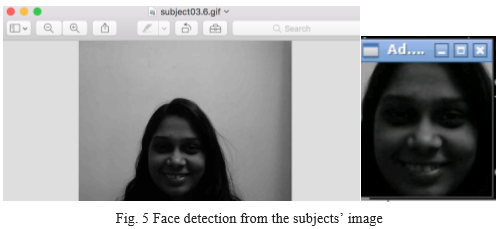 subject03.6.gif
Search
Ad....
Fig. 5 Face detection from the subjects’ image